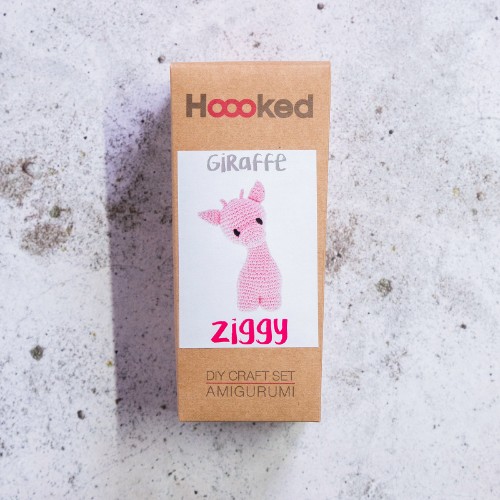 Hoooked
GIRAFFE
ZIGGY
DIY CRAFT SET
AMIGURUMI